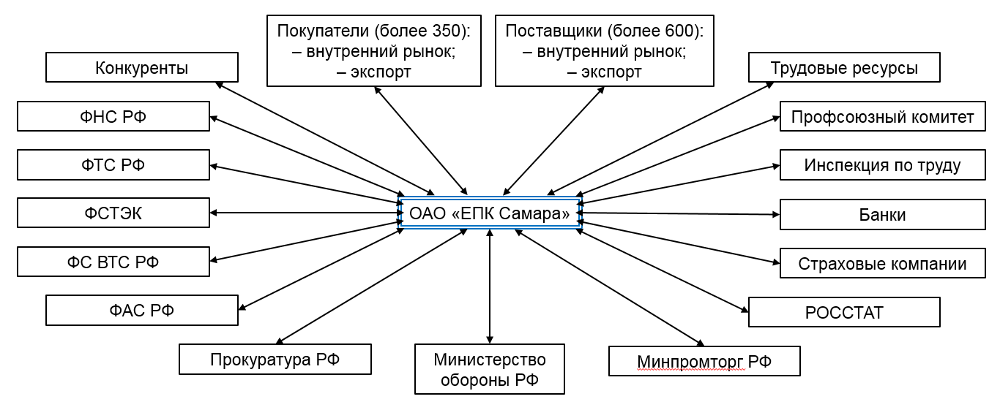 Покупатели (более 350):
– внутренний рынок;
– экспорт
Поставщики (более 600):
– внутренний рынок;
– экспорт
Конкуренты
Трудовые ресурсы
ФНС РФ
Профсоюзный комитет
ФТС РФ
Инспекция по труду
ФСТЭК
ОАО «ЕПК Самара»
Банки
ФС ВТС РФ
Страховые компании
ФАС РФ
РОССТАТ
Прокуратура РФ
Министерство
обороны РФ
Минпромторг РФ